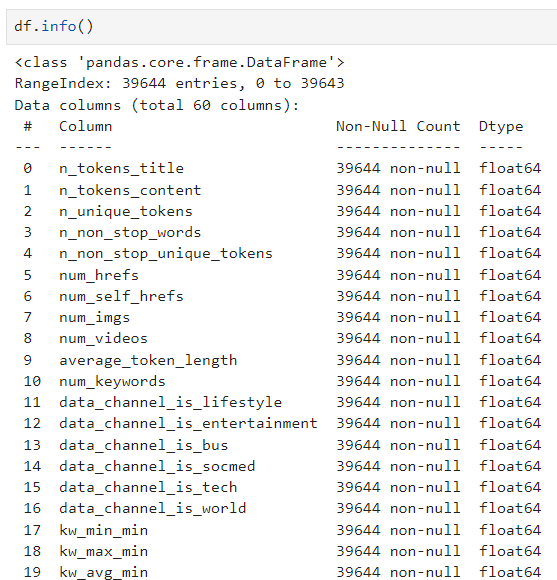 df.info()
<class 'pandas.core.frame.DataFrame'>
RangeIndex: 39644 entries, 0 to 39643
Data columns (total 60 columns):
 #   Column                         Non-Null Count  Dtype
---  ------                         --------------  -----
 0   n_tokens_title                 39644 non-null  float64
 1   n_tokens_content               39644 non-null  float64
 2   n_unique_tokens                39644 non-null  float64
 3   n_non_stop_words               39644 non-null  float64
 4   n_non_stop_unique_tokens       39644 non-null  float64
 5   num_hrefs                      39644 non-null  float64
 6   num_self_hrefs                 39644 non-null  float64
 7   num_imgs                       39644 non-null  float64
 8   num_videos                     39644 non-null  float64
 9   average_token_length           39644 non-null  float64
 10  num_keywords                   39644 non-null  float64
 11  data_channel_is_lifestyle      39644 non-null  float64
 12  data_channel_is_entertainment  39644 non-null  float64
 13  data_channel_is_bus            39644 non-null  float64
 14  data_channel_is_socmed         39644 non-null  float64
 15  data_channel_is_tech           39644 non-null  float64
 16  data_channel_is_world          39644 non-null  float64
 17  kw_min_min                     39644 non-null  float64
 18  kw_max_min                     39644 non-null  float64
 19  kw_avg_min                     39644 non-null  float64